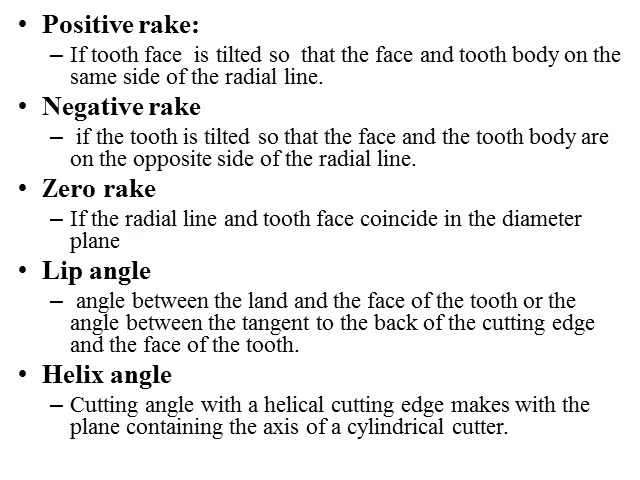 • Positive rake:
– If tooth face  is tilted so  that the face and tooth body on the
same side of the radial line.
• Negative rake
– if the tooth is tilted so that the face and the tooth body are
on the opposite side of the radial line.
• Zero rake
– If the radial line and tooth face coincide in the diameter
plane
• Lip angle
– angle between the land and the face of the tooth or the
angle between the tangent to the back of the cutting edge
and the face of the tooth.
• Helix angle
– Cutting angle with a helical cutting edge makes with the
plane containing the axis of a cylindrical cutter.